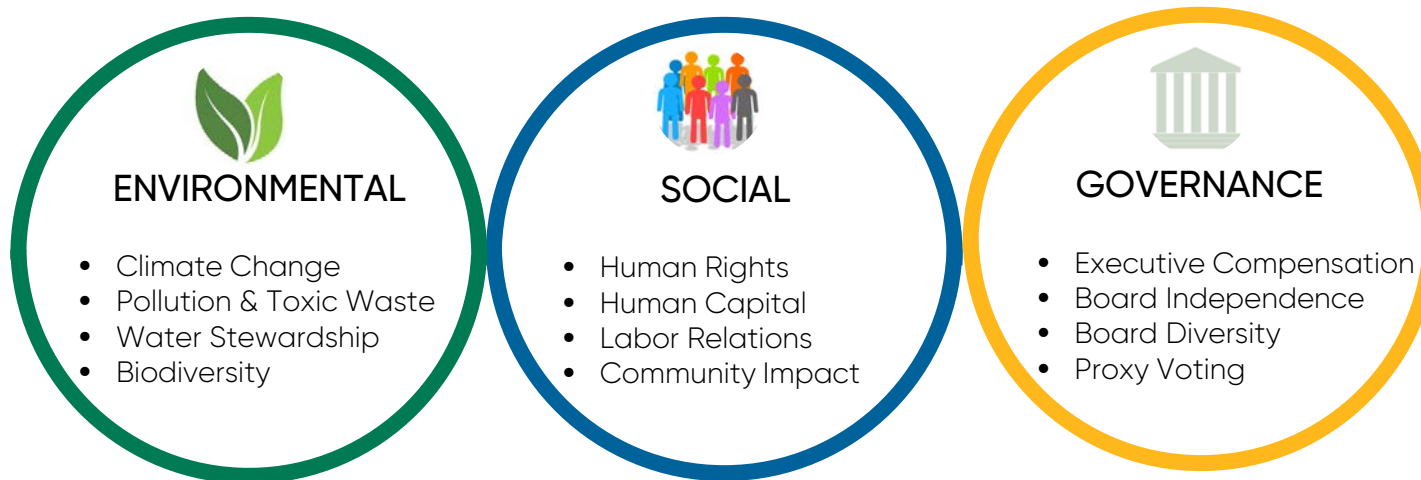 ENVIRONMENTAL
• Climate Change
• Pollution & Toxic Waste
• Water Stewardship
• Biodiversity
SOCIAL
• Human Rights
• Human Capital
• Labor Relations
• Community Impact
GOVERNANCE
• Executive Compensation
• Board Independence
• Board Diversity
• Proxy Voting